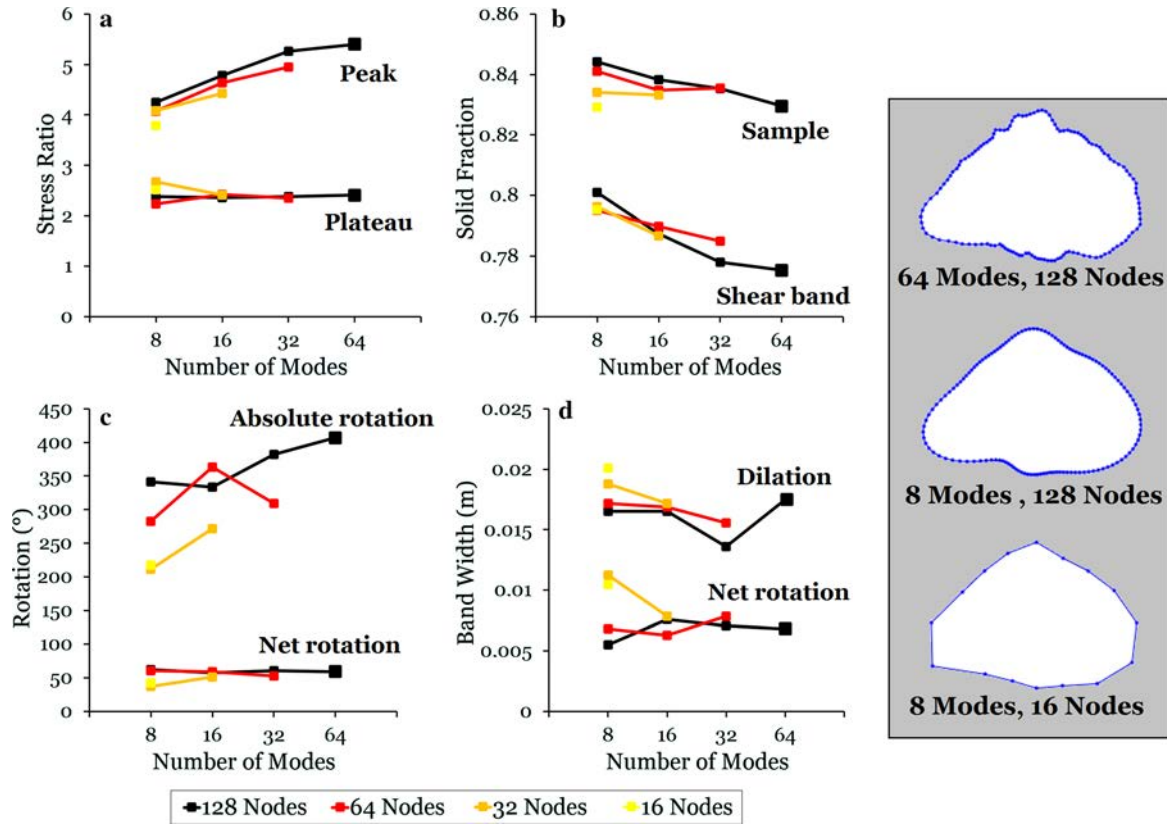 a
6
5
4
3
2
1
0
Stress Ratio
Peak
Plateau
8 16 32 64
Number of Modes
b
0.86
0.84
0.82
0.8
0.78
0.76
Solid Fraction
Sample
Shear band
8 16 32 64
Number of Modes
c
450
400
350
300
250
200
150
100
50
0
Rotation (°)
Absolute rotation
Net rotation
8 16 32 64
Number of Modes
d
0.025
0.02
0.015
0.01
0.005
0
Band Width (m)
Dilation
Net rotation
8 16 32 64
Number of Modes
128 Nodes 64 Nodes 32 Nodes 16 Nodes
64 Modes, 128 Nodes
8 Modes , 128 Nodes
8 Modes, 16 Nodes